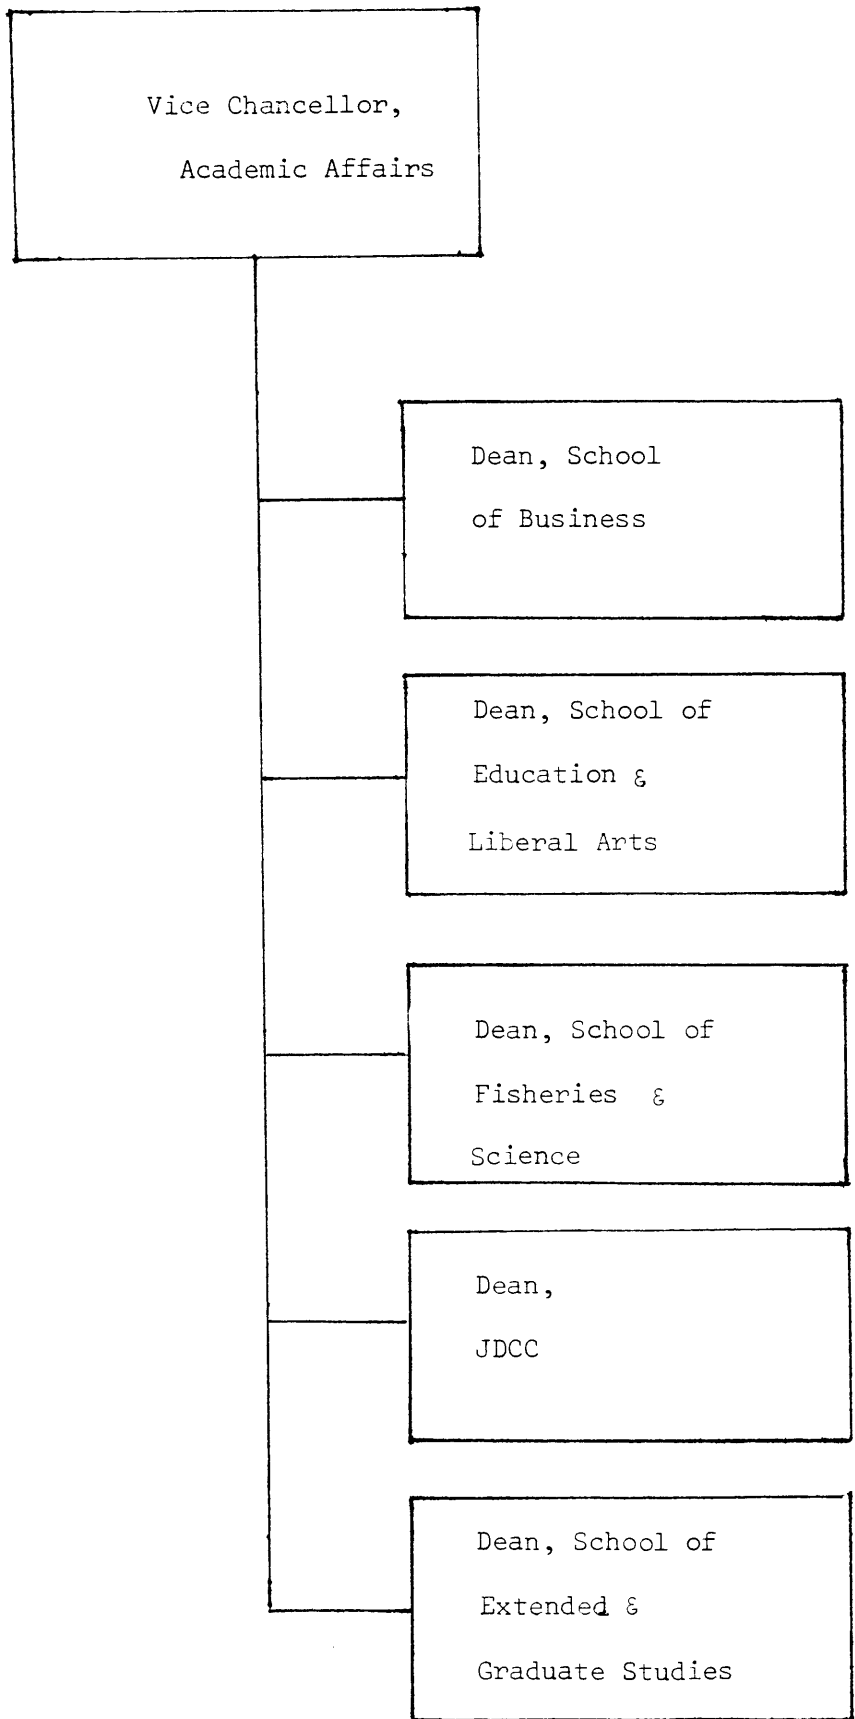 Vice Chancellor,
Academic Affairs
Dean, School
of Business
Dean, School of
Education &
Liberal Arts
Dean, School of
Fisheries &
Science
Dean,
JDCC
Dean, School of
Extended &
Graduate Studies